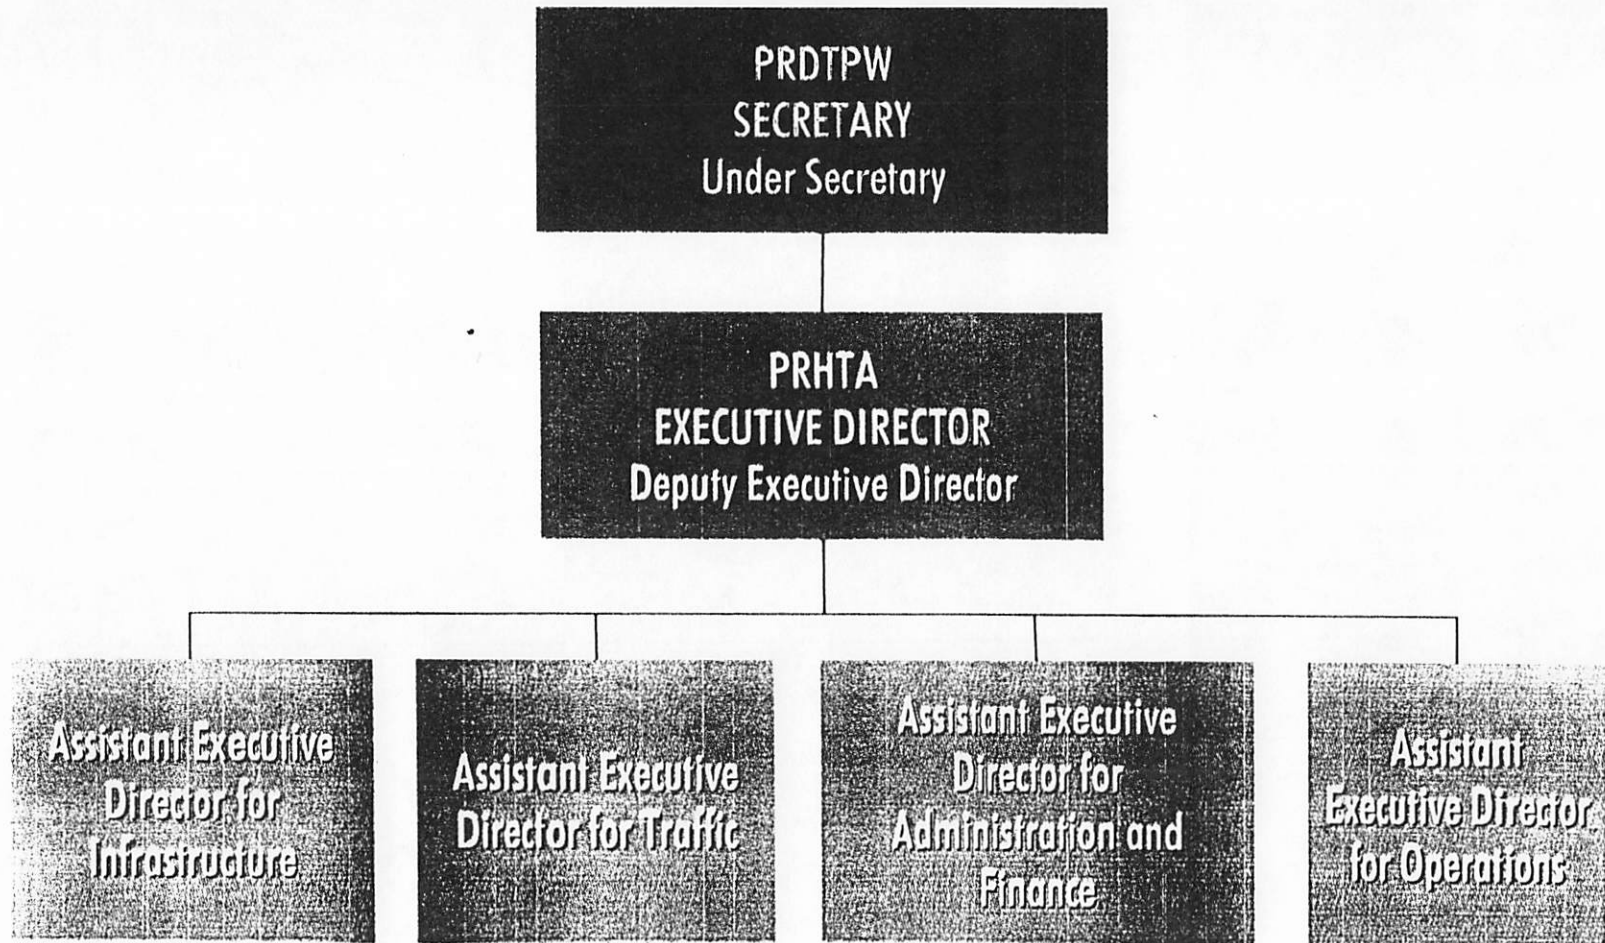 PRDTPW
SECRETARY
Under Secretary
PRHTA
EXECUTIVE DIRECTOR
Deputy Executive Director
Assistant Executive
Director for
Infrastructure
Assistant Executive
Director for Traffic
Assistant Executive
Director for
Administration and
Finance
Assistant
Executive Director
for Operations